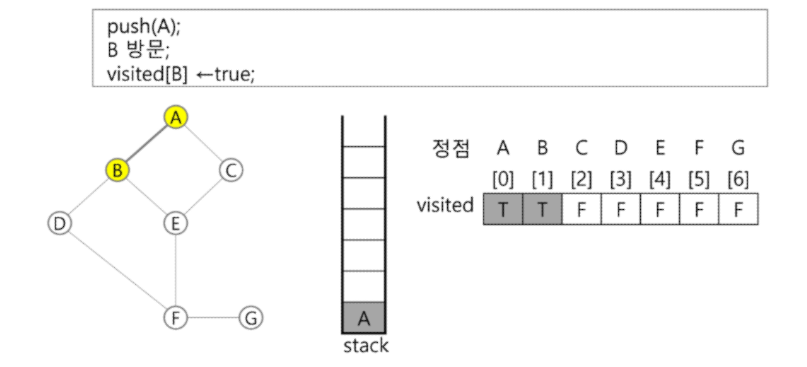 push(A);
B 방문;
visited[B] ←true;
A
B
C
D
E
F
G
A
stack
정점 A B C D E F G
[0] [1] [2] [3] [4] [5] [6]
visited T T F F F F F